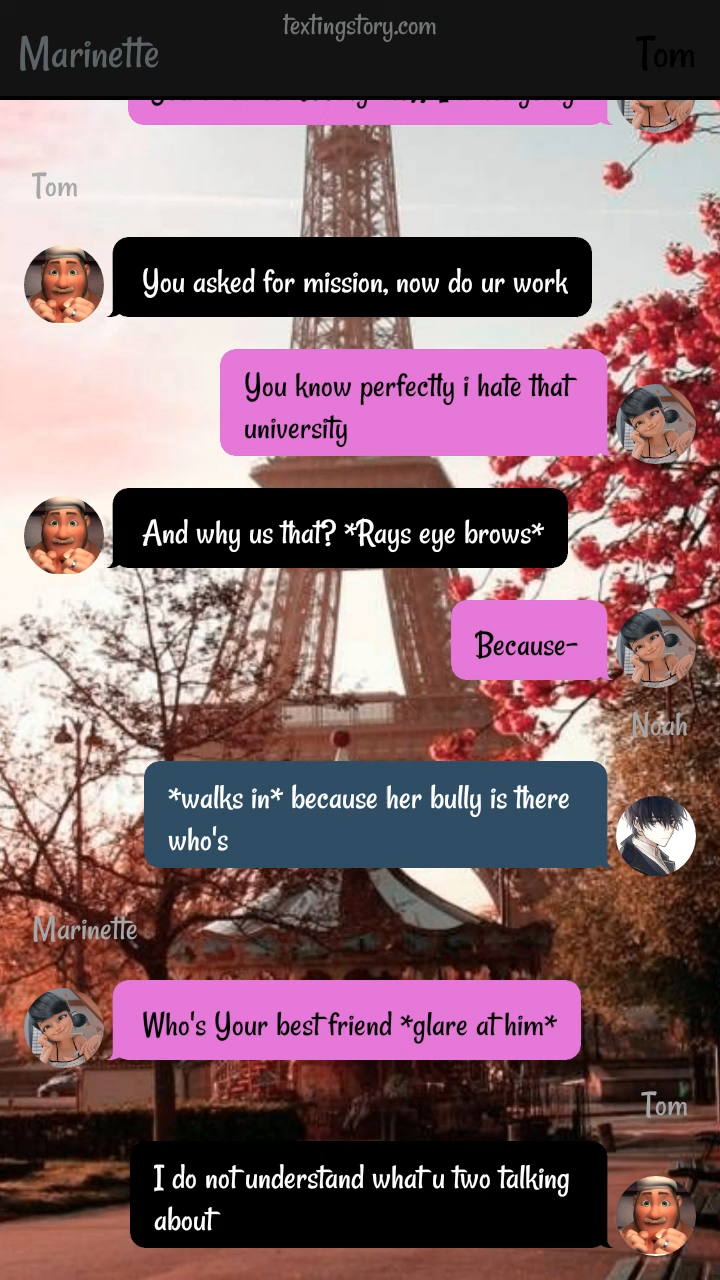 textingstory.com
Marinette
Tom
Tom
You asked for mission, now do ur work
You know perfectly i hate that
university
And why us that? *Rays eye brows*
Because-
Noah
*walks in* because her bully is there
who's
Marinette
Who's Your best friend *glare at him*
Tom
I do not understand what u two talking
about